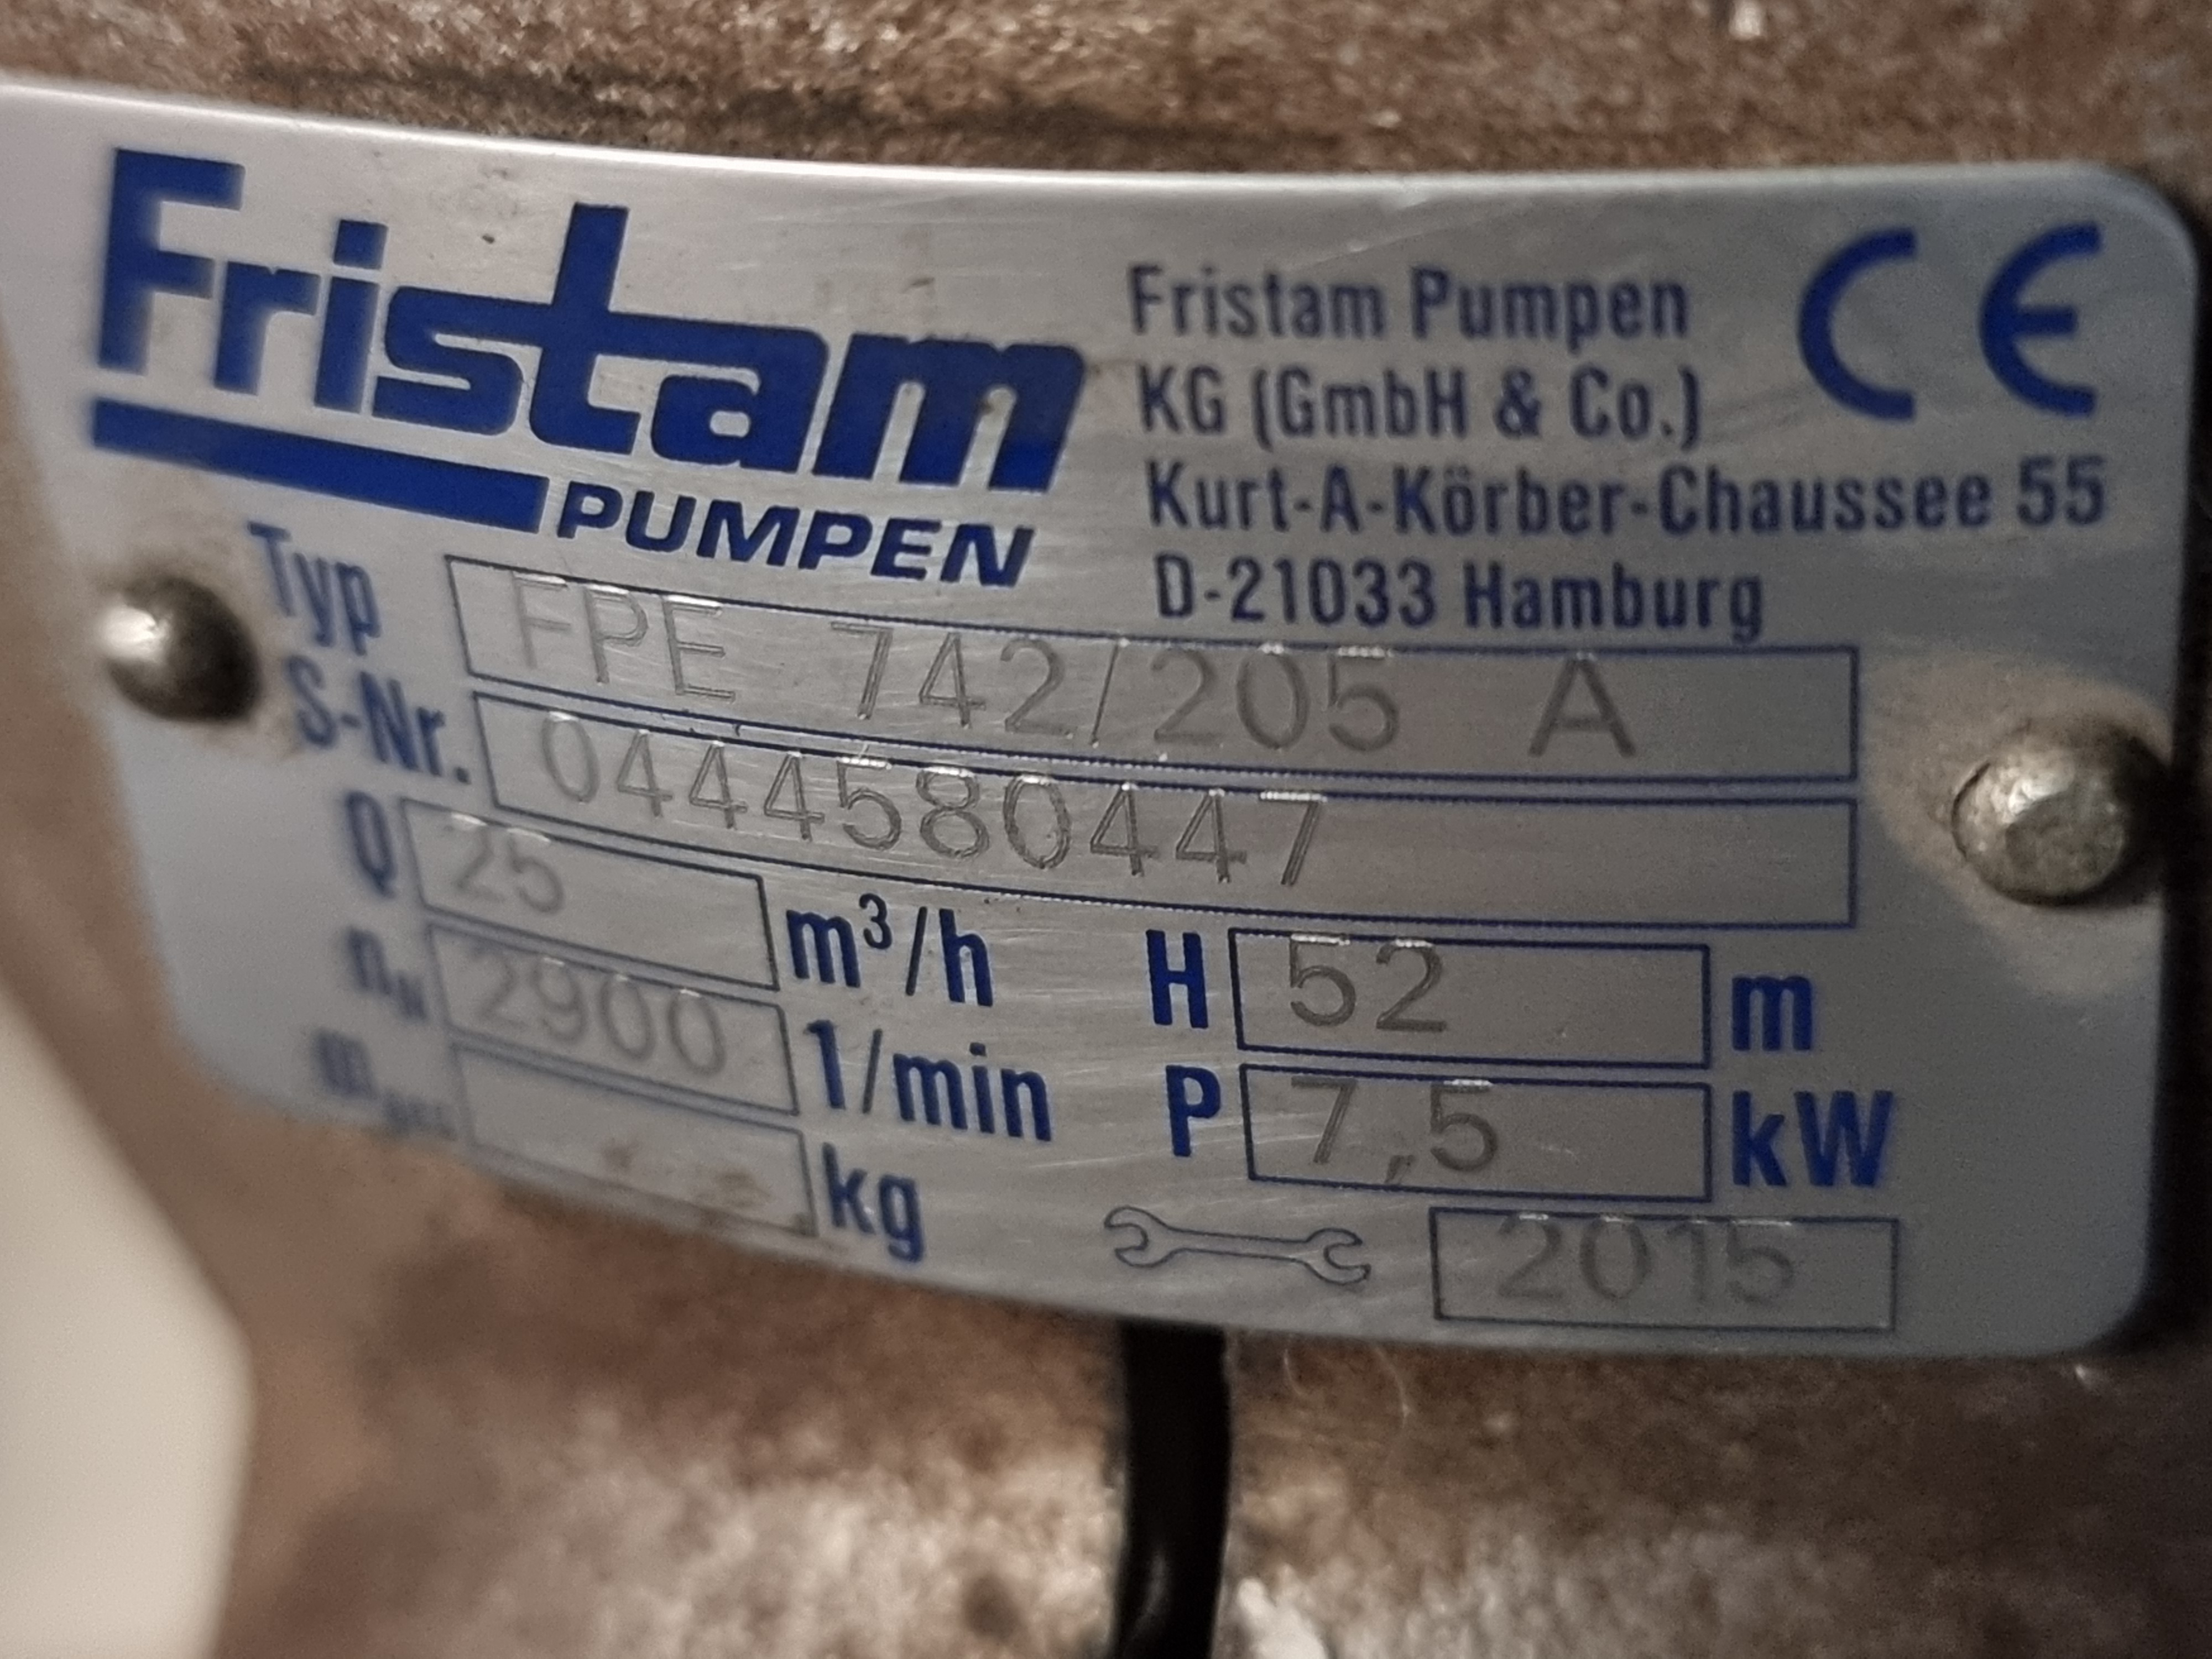 Fristam
PUMPEN
Fristam Pumpen
KG (GmbH & Co.)
Kurt-A-Körber-Chaussee 55
D-21033 Hamburg
CE
Typ FPE 742/205 A
S-Nr. 0444580447
Q 25 m³/h H 52 m
n_N 2900 1/min P 7,5 kW
kg 2015